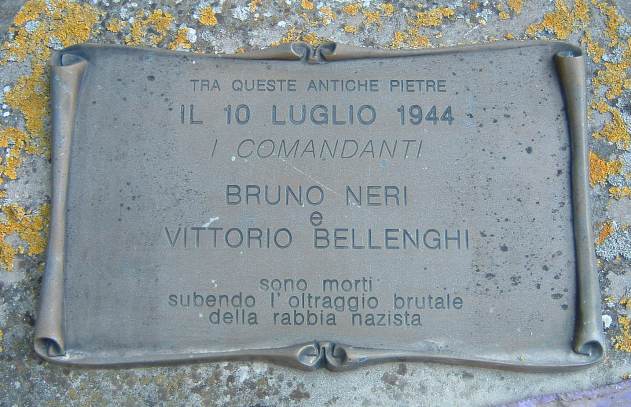 TRA QUESTE ANTICHE PIETRE
IL 10 LUGLIO 1944
I COMANDANTI
BRUNO NERI
e
VITTORIO BELLENGHI
sono morti
subendo l'oltraggio brutale
della rabbia nazista